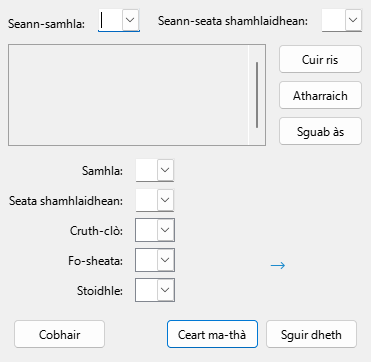 Seann-samhla: Seann-seata shamhlaidhean:
Cuir ris
Atharraich
Sguab às
Samhla:
Seata shamhlaidhean:
Cruth-clò:
Fo-sheata:
→
Stoidhle:
Cobhair Ceart ma-thà Sguir dheth